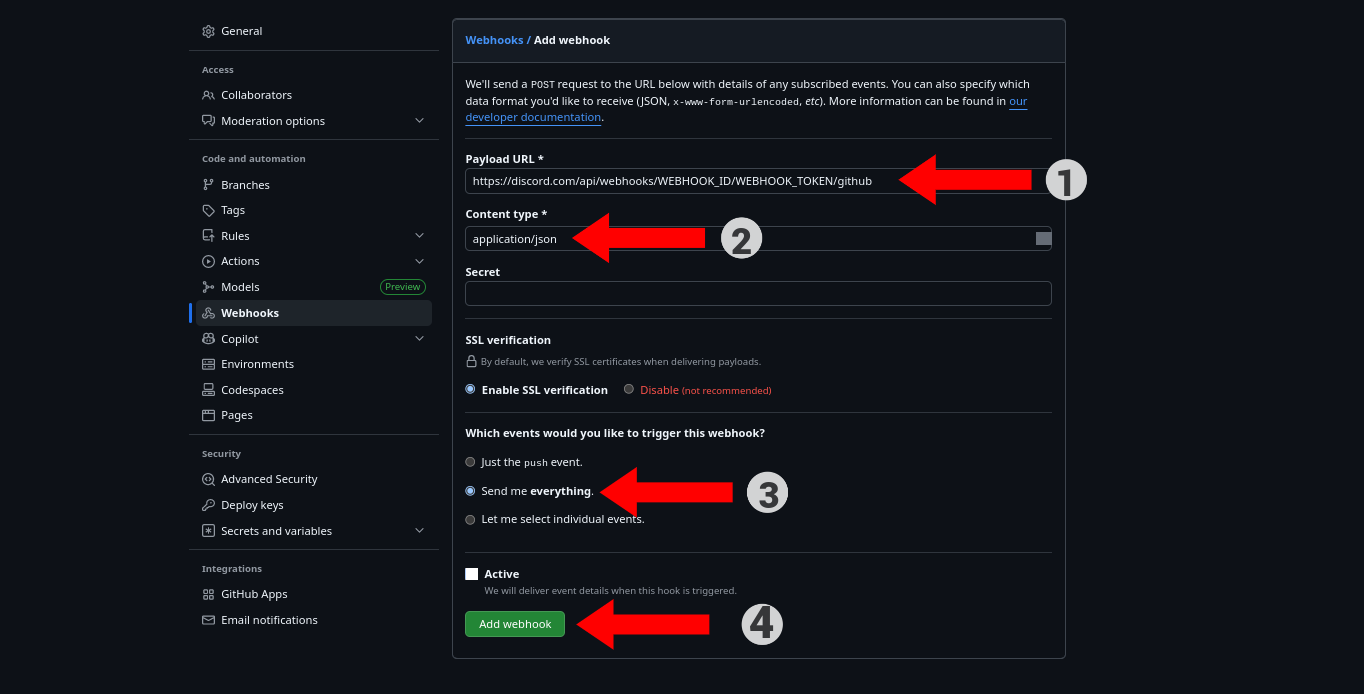 General
Access
Collaborators
Moderation options
Code and automation
Branches
Tags
Rules
Actions
Models Preview
Webhooks
Copilot
Environments
Codespaces
Pages
Security
Advanced Security
Deploy keys
Secrets and variables
Integrations
GitHub Apps
Email notifications
Webhooks / Add webhook
We'll send a POST request to the URL below with details of any subscribed events. You can also specify which
data format you'd like to receive (JSON, x-www-form-urlencoded, etc). More information can be found in our
developer documentation.
Payload URL *
https://discord.com/api/webhooks/WEBHOOK_ID/WEBHOOK_TOKEN/github 1
Content type *
application/json 2
Secret
SSL verification
By default, we verify SSL certificates when delivering payloads.
Enable SSL verification Disable (not recommended)
Which events would you like to trigger this webhook?
Just the push event.
Send me everything. 3
Let me select individual events.
Active
We will deliver event details when this hook is triggered.
Add webhook 4